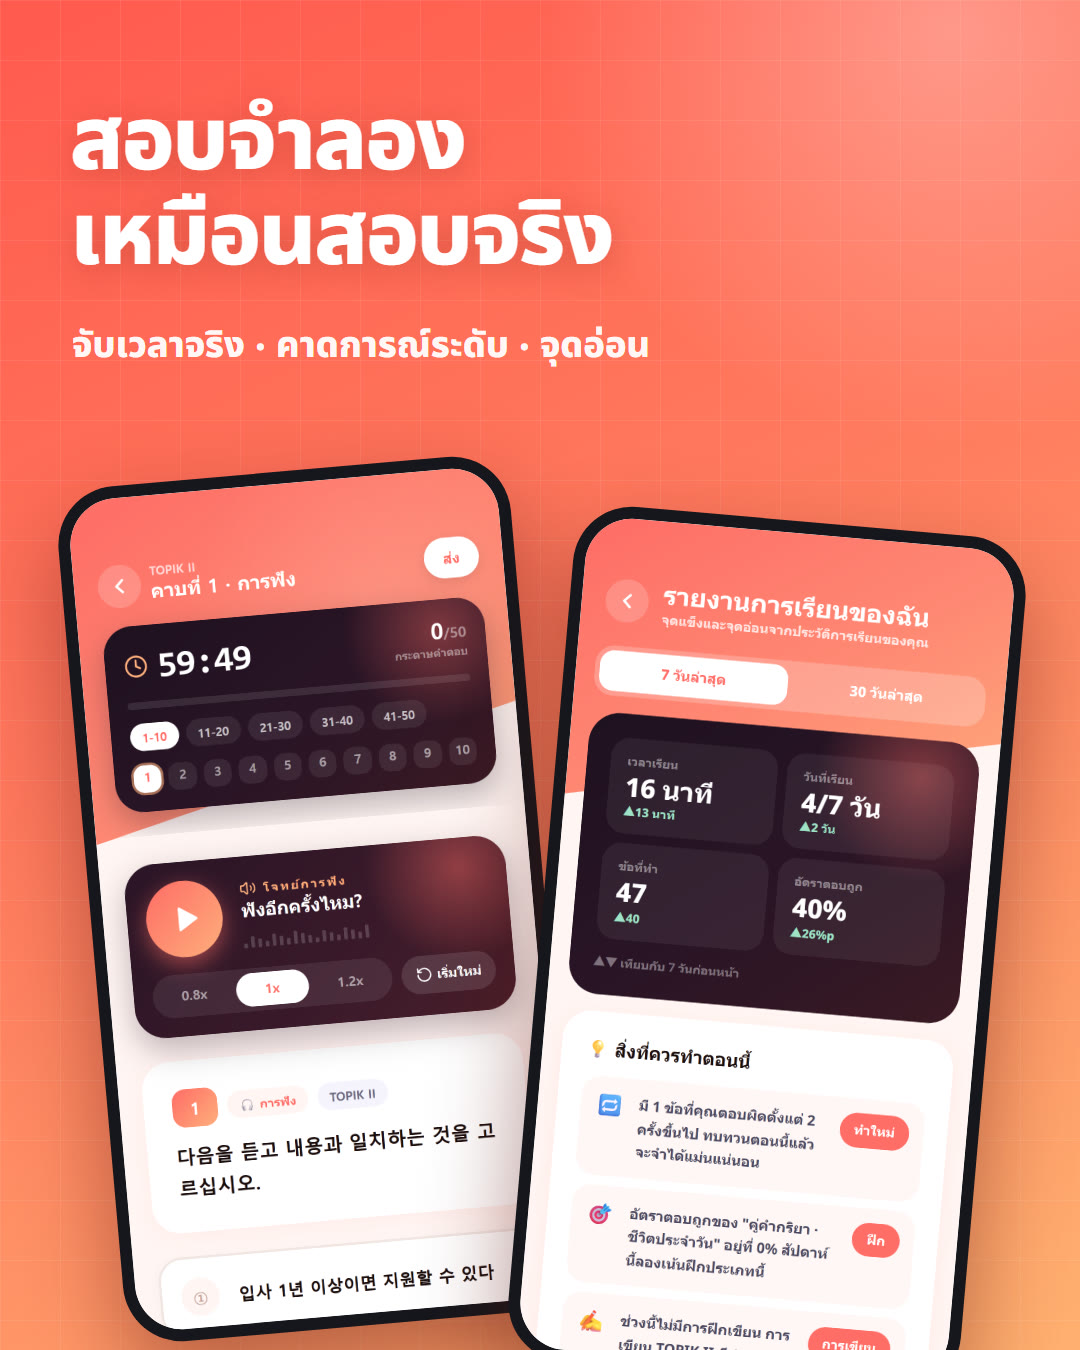 สอบจำลอง
เหมือนสอบจริง
จับเวลาจริง · คาดการณ์ระดับ · จุดอ่อน
TOPIK II
คาบที่ 1 · การฟัง
ส่ง
59:49
0/50
กระดาษคำตอบ
1-10 11-20 21-30 31-40 41-50
1 2 3 4 5 6 7 8 9 10
โจทย์การฟัง
ฟังอีกครั้งไหม?
0.8x 1x 1.2x เริ่มใหม่
1 การฟัง TOPIK II
다음을 듣고 내용과 일치하는 것을 고
르십시오.
① 입사 1년 이상이면 지원할 수 있다
รายงานการเรียนของฉัน
จุดแข็งและจุดอ่อนจากประวัติการเรียนของคุณ
7 วันล่าสุด 30 วันล่าสุด
เวลาเรียน
16 นาที
▲13 นาที
วันที่เรียน
4/7 วัน
▲2 วัน
ข้อที่ทำ
47
▲40
อัตราตอบถูก
40%
▲26%p
▲▼ เทียบกับ 7 วันก่อนหน้า
สิ่งที่ควรทำตอนนี้
มี 1 ข้อที่คุณตอบผิดตั้งแต่ 2
ครั้งขึ้นไป ทบทวนตอนนี้แล้ว
จะจำได้แม่นแน่นอน
ทำใหม่
อัตราตอบถูกของ "คู่คำกริยา ·
ชีวิตประจำวัน" อยู่ที่ 0% สัปดาห์
นี้ลองเน้นฝึกประเภทนี้
ฝึก
ช่วงนี้ไม่มีการฝึกเขียน การ
เขียน TOPIK II
การเขียน